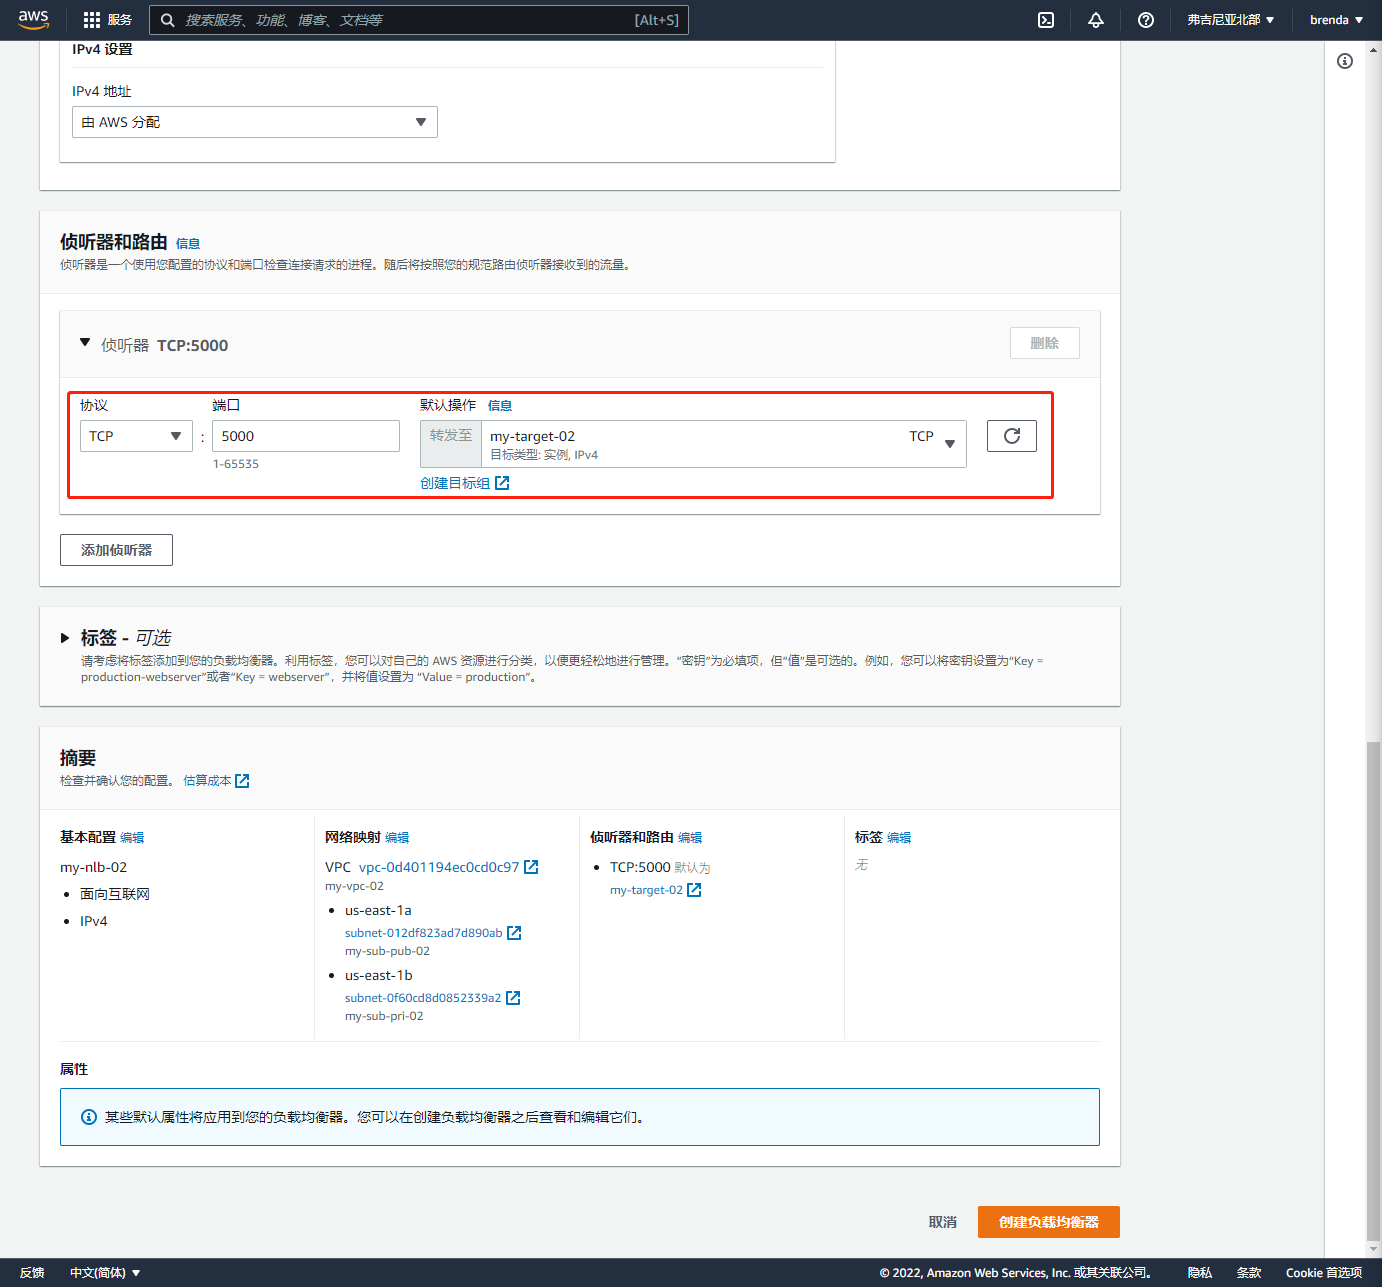 aws
服务
搜索服务、功能、博客、文档等
[Alt+S]
弗吉尼亚北部
brenda
IPv4 设置
IPv4 地址
由 AWS 分配
侦听器和路由 信息
侦听器是一个使用您配置的协议和端口检查连接请求的进程。随后将按照您的规范路由侦听器接收到的流量。
侦听器 TCP:5000
删除
协议
端口
默认操作 信息
TCP
:
5000
转发至
my-target-02
TCP
目标类型: 实例, IPv4
1-65535
创建目标组
添加侦听器
标签 - 可选
请考虑将标签添加到您的负载均衡器。利用标签，您可以对自己的 AWS 资源进行分类，以便更轻松地进行管理。“密钥”为必填项，但“值”是可选的。例如，您可以将密钥设置为“Key =
production-webserver”或者“Key = webserver”，并将值设置为 “Value = production”。
摘要
检查并确认您的配置。 估算成本
基本配置 编辑
my-nlb-02
面向互联网
IPv4
网络映射 编辑
VPC vpc-0d401194ec0cd0c97
my-vpc-02
us-east-1a
subnet-012df823ad7d890ab
my-sub-pub-02
us-east-1b
subnet-0f60cd8d0852339a2
my-sub-pri-02
侦听器和路由 编辑
TCP:5000 默认为
my-target-02
标签 编辑
无
属性
某些默认属性将应用到您的负载均衡器。您可以在创建负载均衡器之后查看和编辑它们。
取消
创建负载均衡器
反馈
中文(简体)
© 2022, Amazon Web Services, Inc. 或其关联公司。
隐私
条款
Cookie 首选项